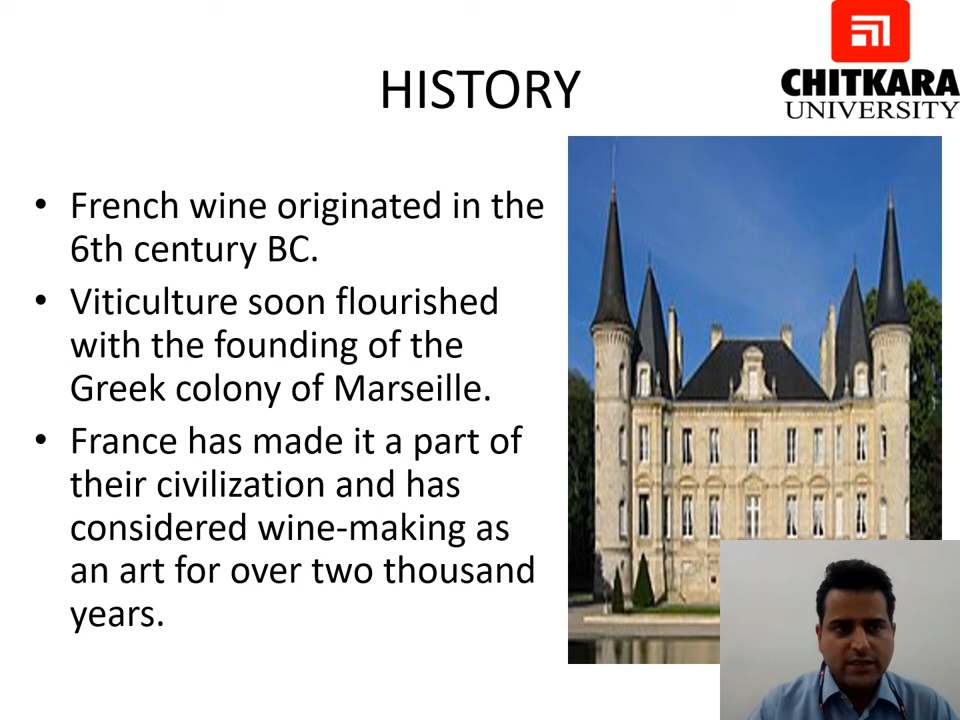 CHITKARA
UNIVERSITY
HISTORY
• French wine originated in the
6th century BC.
• Viticulture soon flourished
with the founding of the
Greek colony of Marseille.
• France has made it a part of
their civilization and has
considered wine-making as
an art for over two thousand
years.